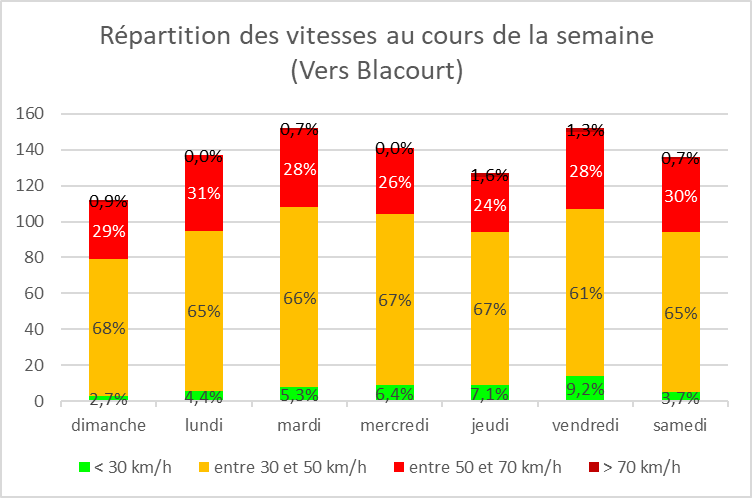 Répartition des vitesses au cours de la semaine
(Vers Blacourt)
160
140
120
100
80
60
40
20
0
0,9% 0,0% 0,7% 0,0% 1,6% 1,3% 0,7%
29% 31% 28% 26% 24% 28% 30%
68% 65% 66% 67% 67% 61% 65%
2,7% 4,4% 5,3% 6,4% 7,1% 9,2% 3,7%
dimanche lundi mardi mercredi jeudi vendredi samedi
< 30 km/h entre 30 et 50 km/h entre 50 et 70 km/h > 70 km/h